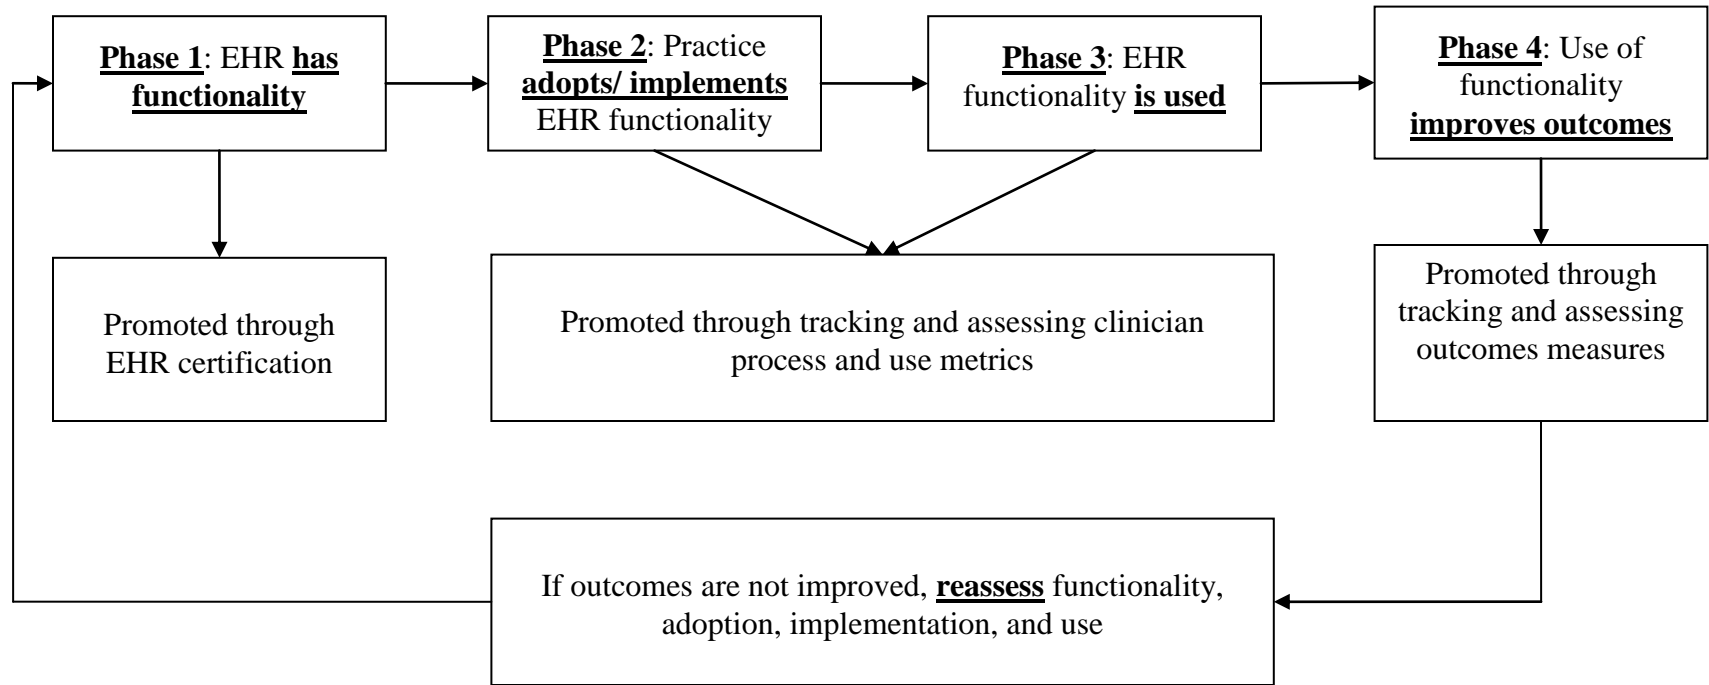 Phase 1: EHR has
functionality
Phase 2: Practice
adopts/ implements
EHR functionality
Phase 3: EHR
functionality is used
Phase 4: Use of
functionality
improves outcomes
Promoted through
EHR certification
Promoted through tracking and assessing clinician
process and use metrics
Promoted through
tracking and assessing
outcomes measures
If outcomes are not improved, reassess functionality,
adoption, implementation, and use